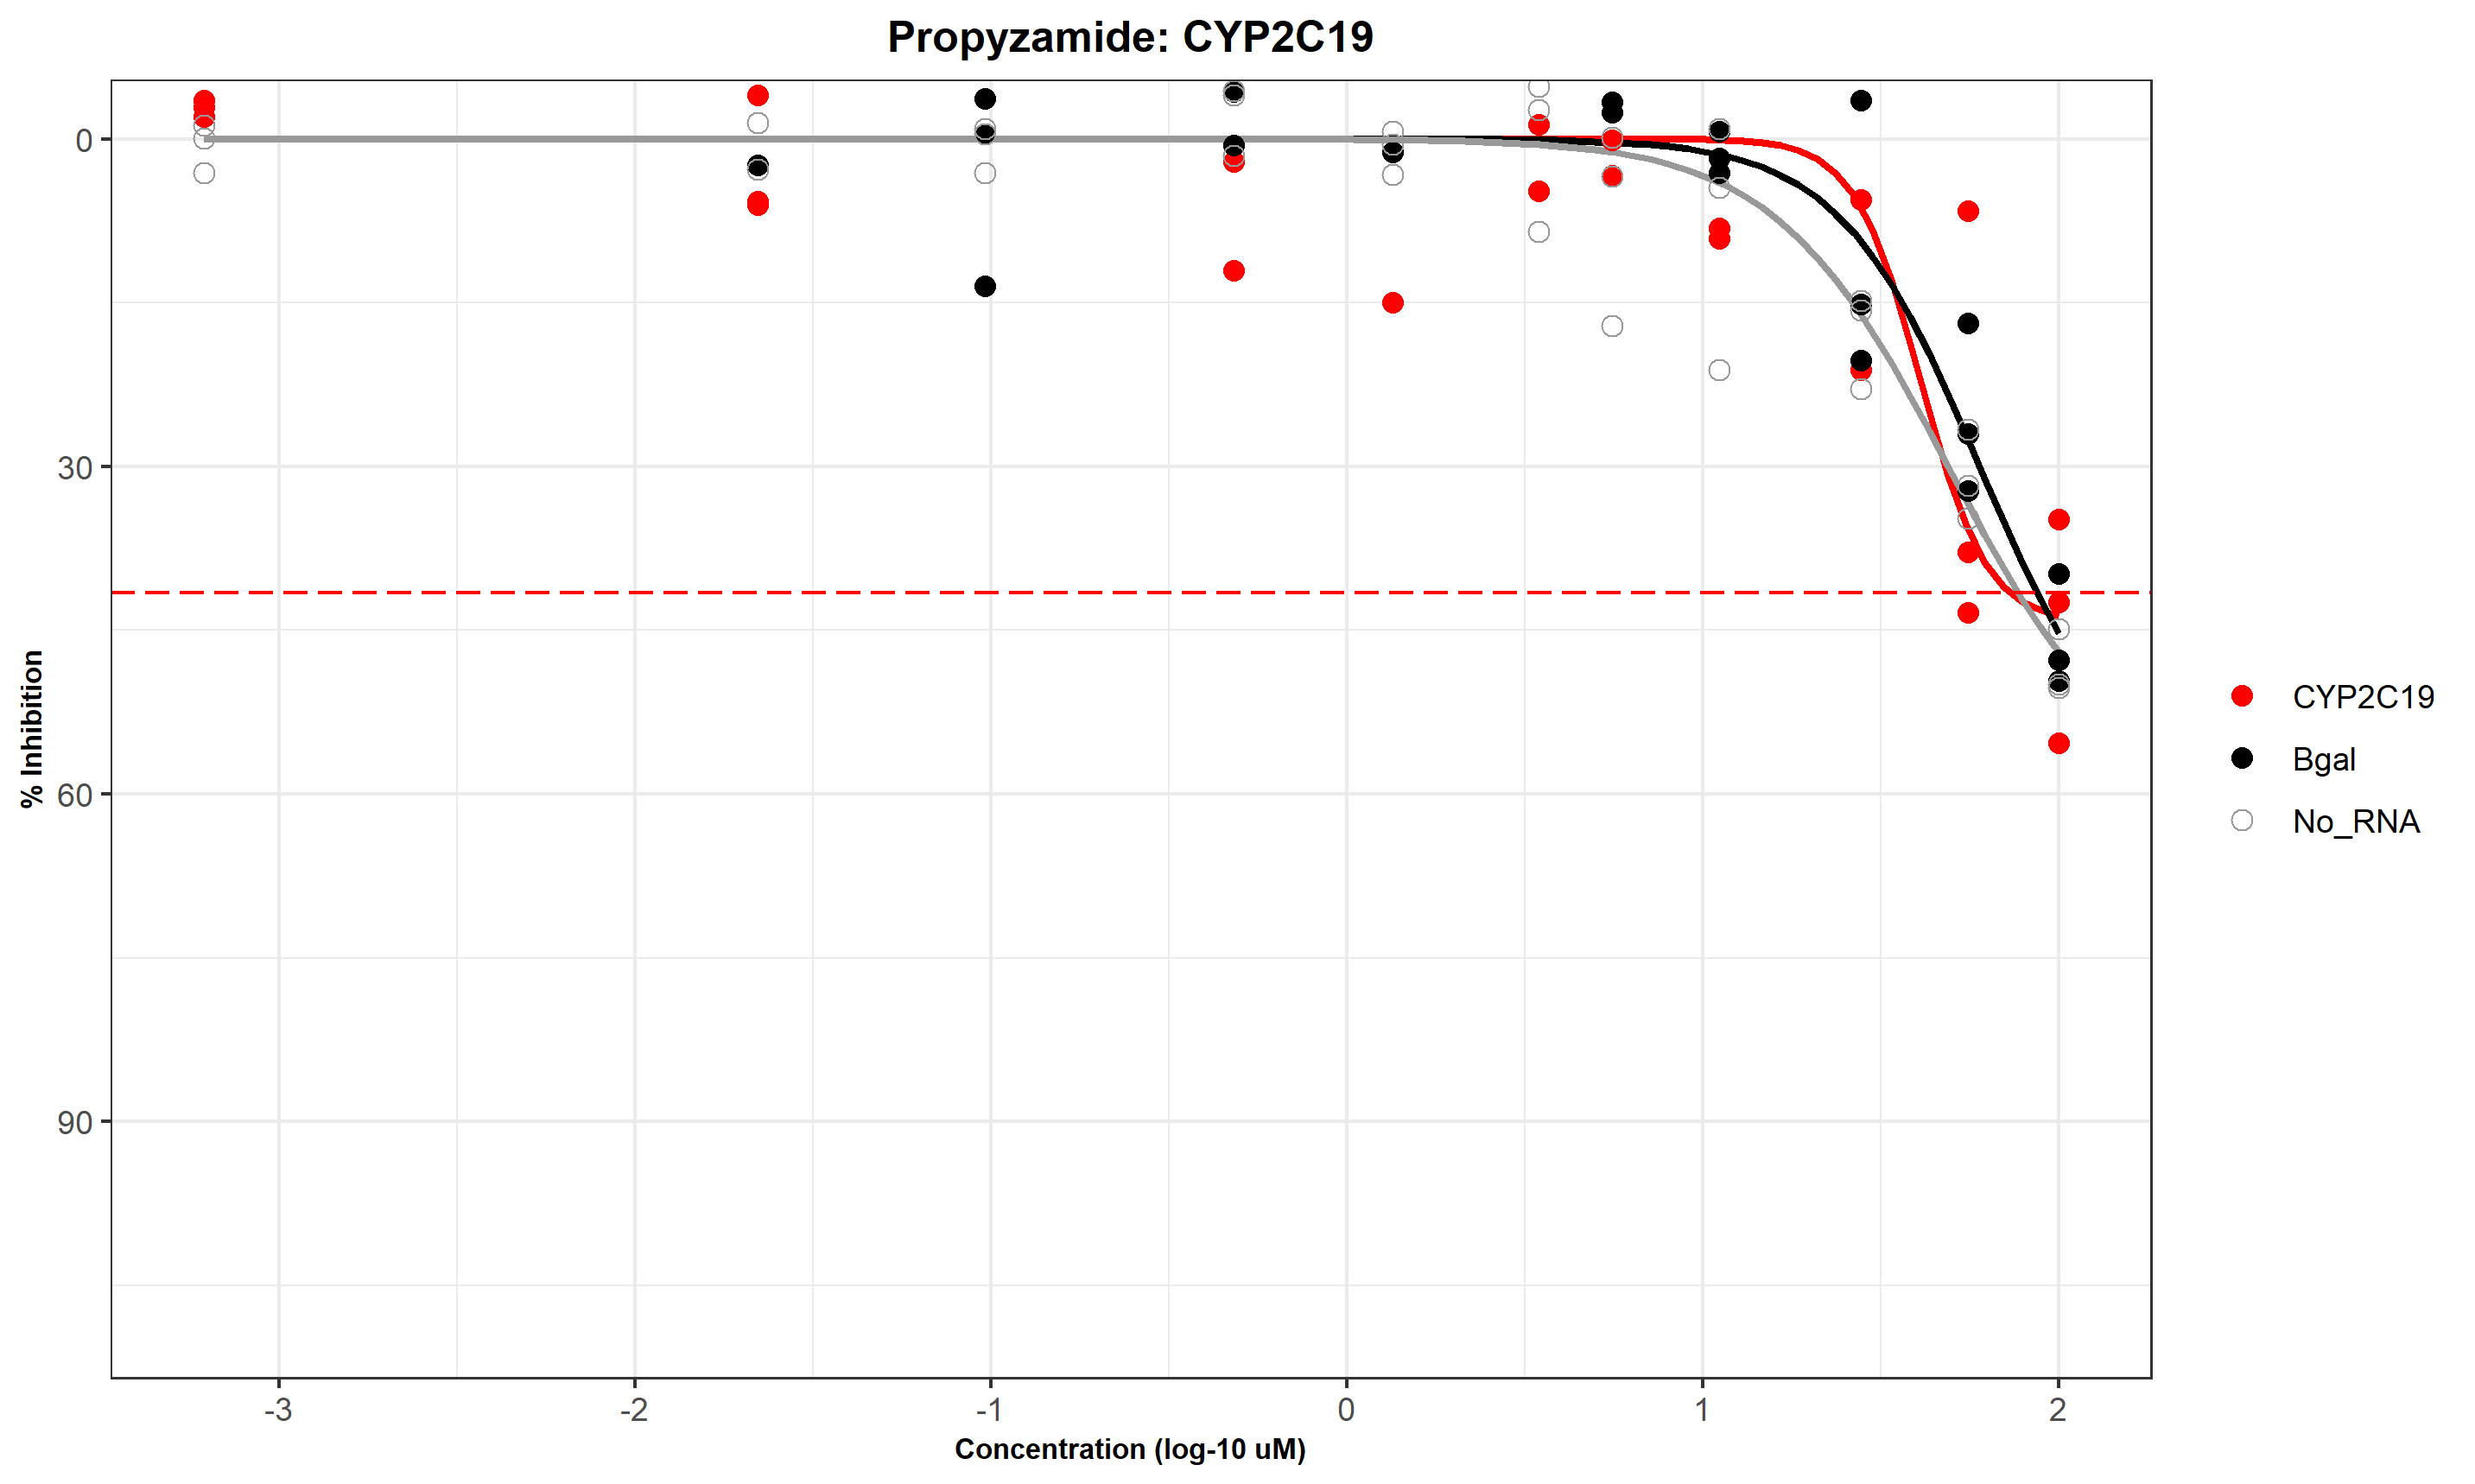 Propyzamide: CYP2C19
% Inhibition
0
30
60
90
-3
-2
-1
0
1
2
Concentration (log-10 uM)
CYP2C19
Bgal
No_RNA